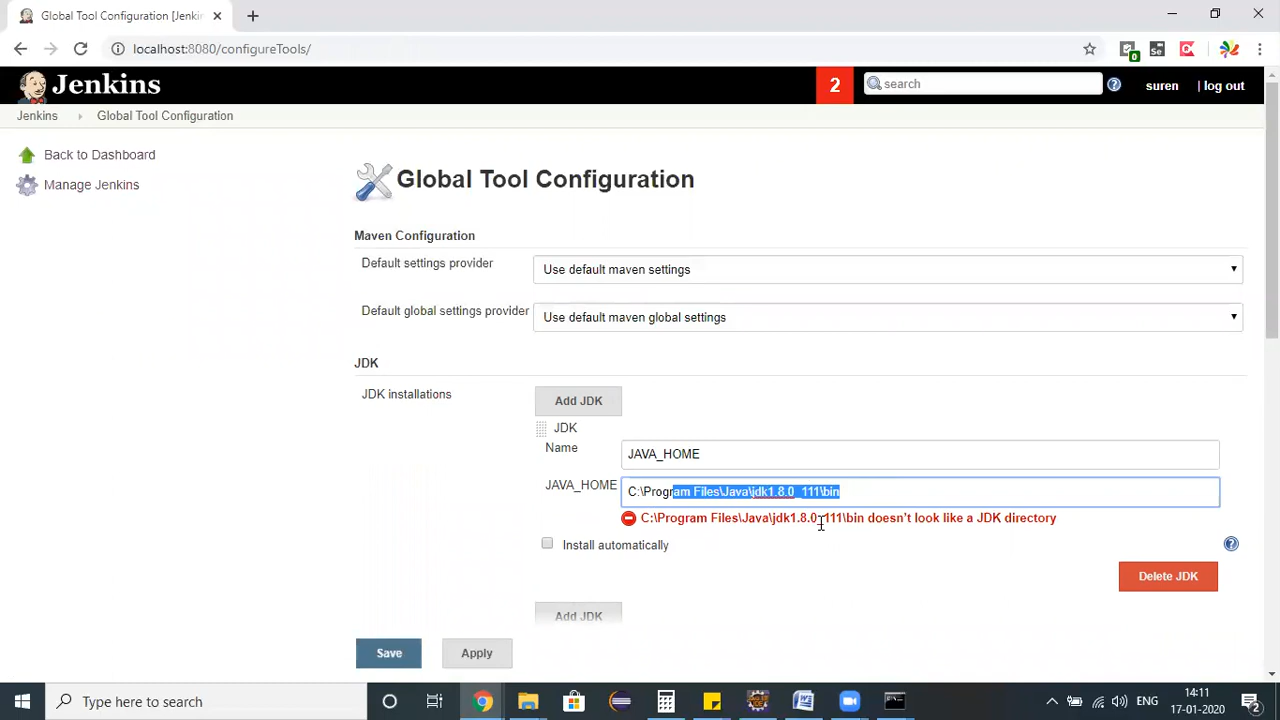 Global Tool Configuration [Jenki
localhost:8080/configureTools/
Jenkins
2
search
suren
| log out
Jenkins
Global Tool Configuration
Back to Dashboard
Manage Jenkins
Global Tool Configuration
Maven Configuration
Default settings provider
Use default maven settings
Default global settings provider
Use default maven global settings
JDK
JDK installations
Add JDK
JDK
Name
JAVA_HOME
JAVA_HOME
C:\Program Files\Java\jdk1.8.0_111\bin
C:\Program Files\Java\jdk1.8.0_111\bin doesn't look like a JDK directory
Install automatically
Delete JDK
Add JDK
Save
Apply
Type here to search
ENG
14:11
17-01-2020
2